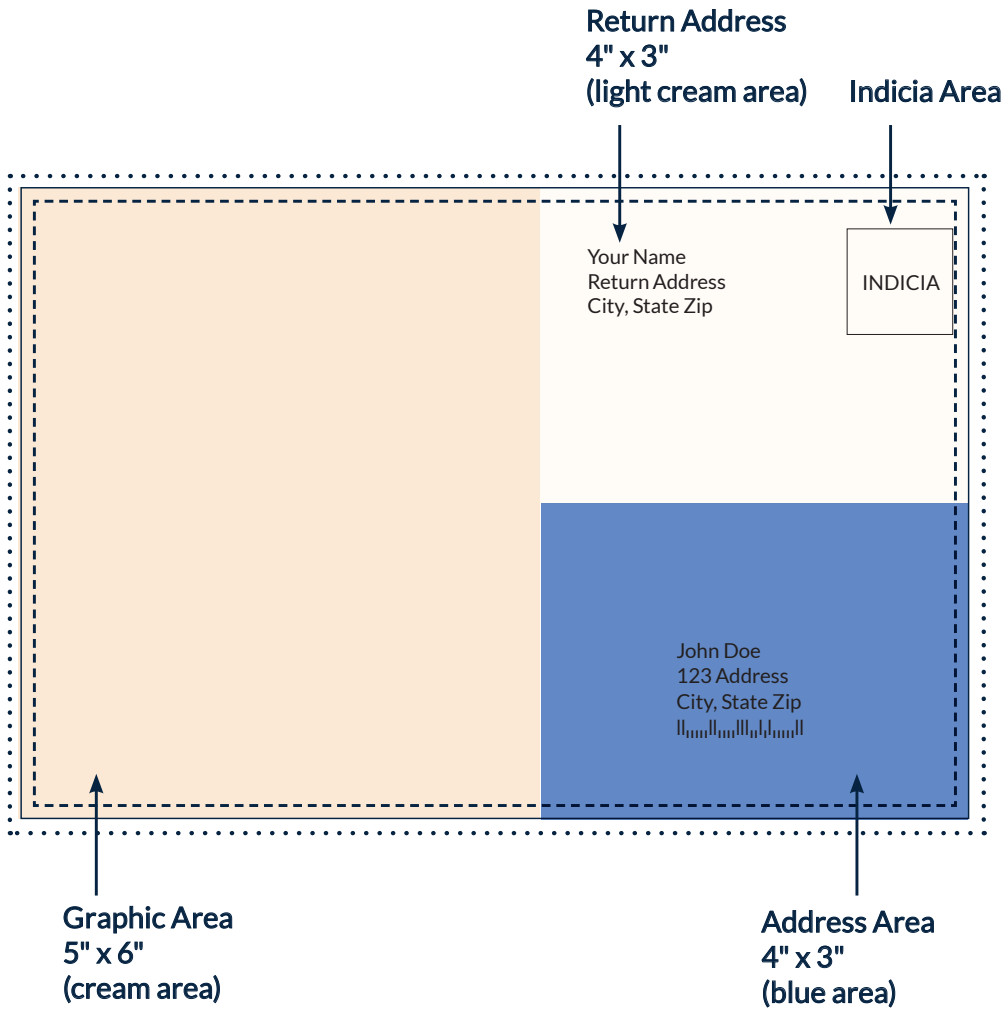 Return Address
4" x 3"
(light cream area)
Indicia Area
Your Name
Return Address
City, State Zip
INDICIA
John Doe
123 Address
City, State Zip
Graphic Area
5" x 6"
(cream area)
Address Area
4" x 3"
(blue area)